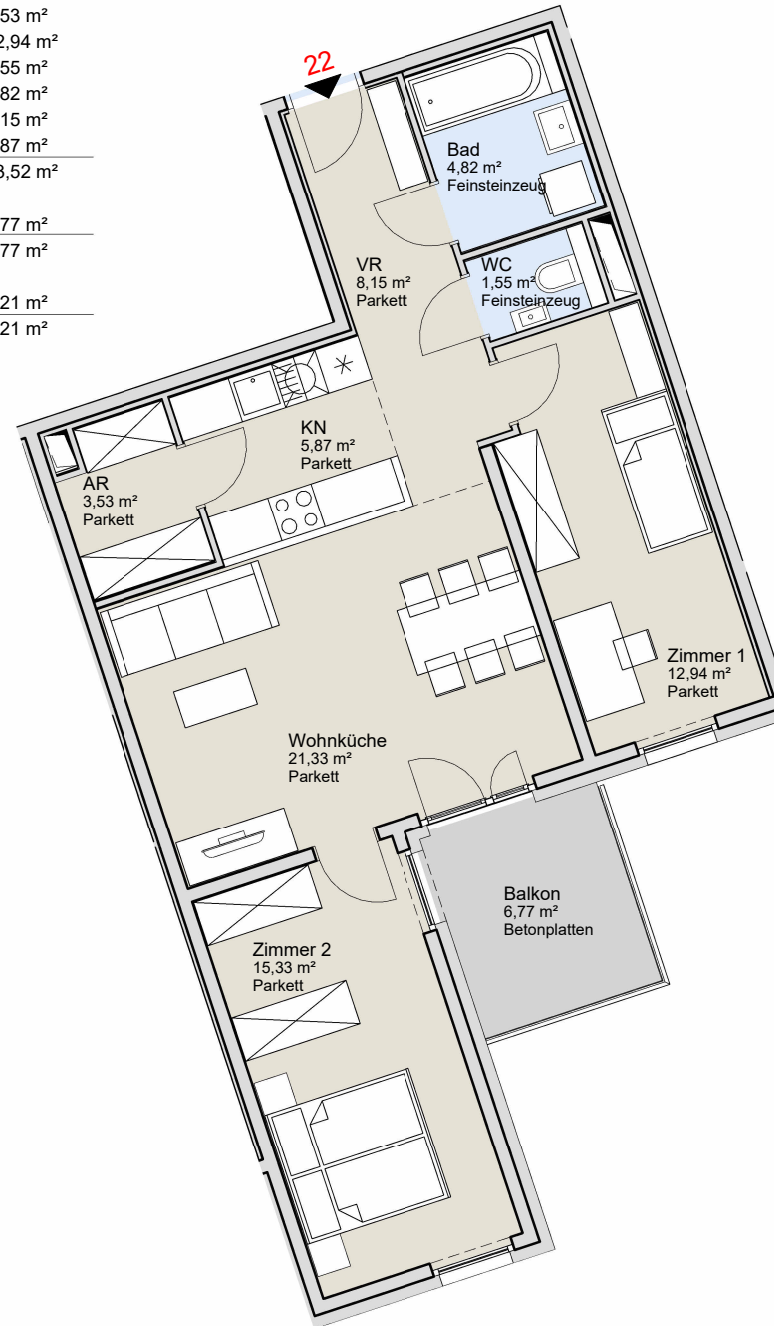 53 m²
2,94 m²
55 m²
82 m²
15 m²
87 m²
3,52 m²
77 m²
77 m²
21 m²
21 m²
22
Bad
4,82 m²
Feinsteinzeug
VR
8,15 m²
Parkett
WC
1,55 m²
Feinsteinzeug
KN
5,87 m²
Parkett
AR
3,53 m²
Parkett
Zimmer 1
12,94 m²
Parkett
Wohnküche
21,33 m²
Parkett
Balkon
6,77 m²
Betonplatten
Zimmer 2
15,33 m²
Parkett